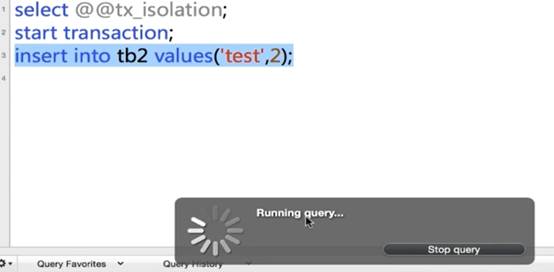 1 select @@tx_isolation;
2 start transaction;
3 insert into tb2 values('test',2);
4
Running query...
Stop query
Query Favorites
Query History